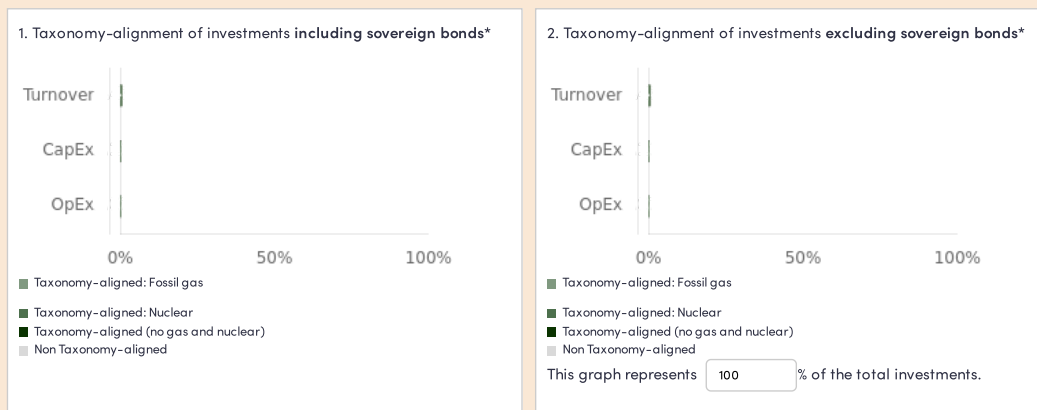 1. Taxonomy-alignment of investments including sovereign bonds*
Turnover
CapEx
OpEx
0% 50% 100%
Taxonomy-aligned: Fossil gas
Taxonomy-aligned: Nuclear
Taxonomy-aligned (no gas and nuclear)
Non Taxonomy-aligned
2. Taxonomy-alignment of investments excluding sovereign bonds*
Turnover
CapEx
OpEx
0% 50% 100%
Taxonomy-aligned: Fossil gas
Taxonomy-aligned: Nuclear
Taxonomy-aligned (no gas and nuclear)
Non Taxonomy-aligned
This graph represents 100 % of the total investments.